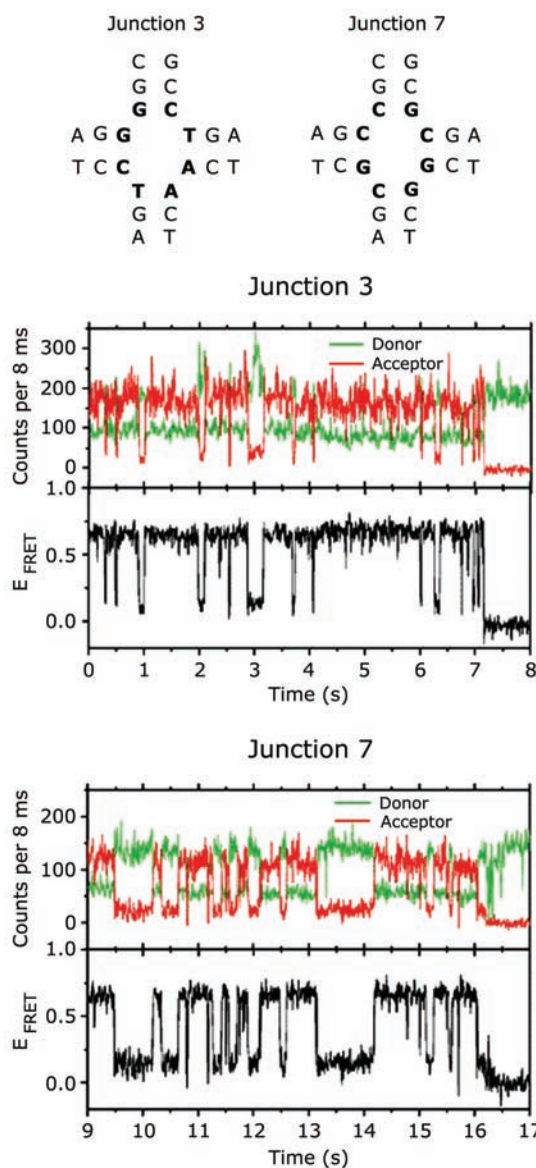 Junction 3
Junction 7
C G
G C
G C
A G G T G A
T C C A C T
T A
G C
A T
C G
G C
C G
A G C C G A
T C G G C T
C G
G C
A T
Junction 3
Donor
Acceptor
Counts per 8 ms
300
200
100
0
E FRET
1.0
0.5
0.0
0 1 2 3 4 5 6 7 8
Time (s)
Junction 7
Donor
Acceptor
Counts per 8 ms
200
100
0
E FRET
1.0
0.5
0.0
9 10 11 12 13 14 15 16 17
Time (s)